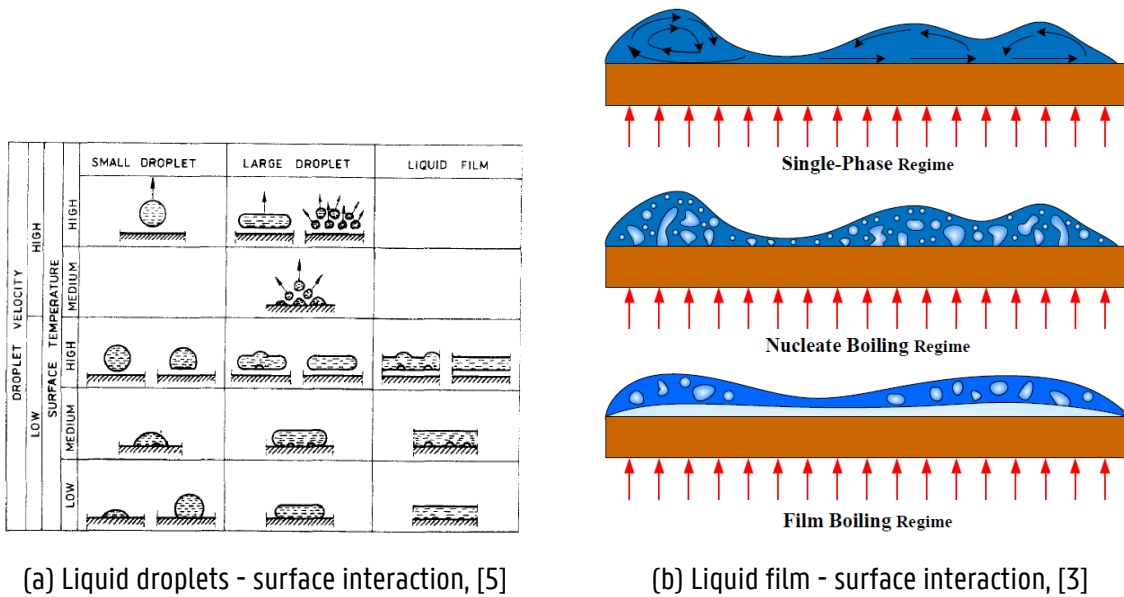 SMALL DROPLET LARGE DROPLET LIQUID FILM
DROPLET VELOCITY
HIGH
LOW
SURFACE TEMPERATURE
HIGH
MEDIUM
HIGH
MEDIUM
LOW
(a) Liquid droplets - surface interaction, [5]
Single-Phase Regime
Nucleate Boiling Regime
Film Boiling Regime
(b) Liquid film - surface interaction, [3]